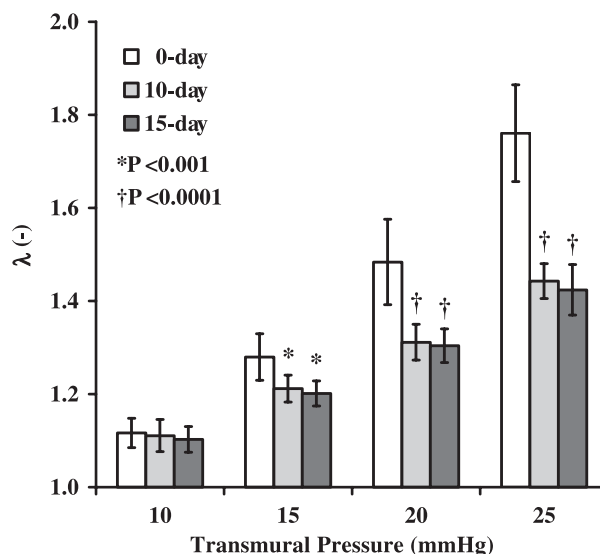 2.0
1.8
1.6
1.4
1.2
1.0
λ (-)
0-day
10-day
15-day
*P <0.001
†P <0.0001
* *
† †
† †
10 15 20 25
Transmural Pressure (mmHg)